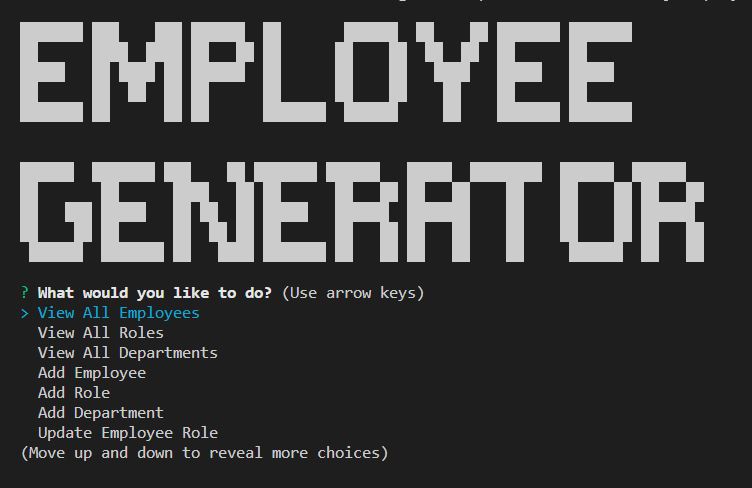 EMPLOYEE
GENERATOR
? What would you like to do? (Use arrow keys)
> View All Employees
View All Roles
View All Departments
Add Employee
Add Role
Add Department
Update Employee Role
(Move up and down to reveal more choices)